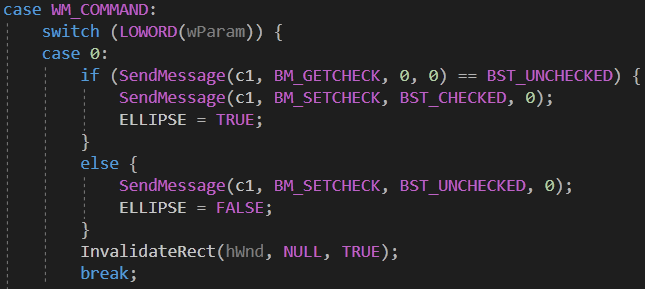 case WM_COMMAND:
switch (LOWORD(wParam)) {
case 0:
if (SendMessage(c1, BM_GETCHECK, 0, 0) == BST_UNCHECKED) {
SendMessage(c1, BM_SETCHECK, BST_CHECKED, 0);
ELLIPSE = TRUE;
}
else {
SendMessage(c1, BM_SETCHECK, BST_UNCHECKED, 0);
ELLIPSE = FALSE;
}
InvalidateRect(hWnd, NULL, TRUE);
break;